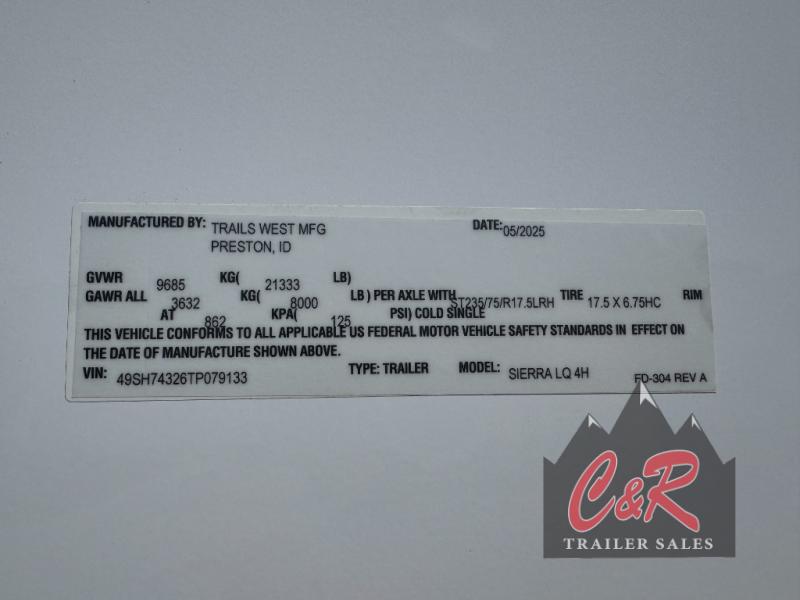 MANUFACTURED BY: TRAILS WEST MFG DATE: 05/2025
PRESTON, ID
GVWR 9685 KG( 21333 LB)
GAWR ALL 3632 KG( 8000 LB ) PER AXLE WITH ST235/75/R17.5LRH TIRE 17.5 X 6.75HC RIM
AT 862 KPA( 125 PSI) COLD SINGLE
THIS VEHICLE CONFORMS TO ALL APPLICABLE US FEDERAL MOTOR VEHICLE SAFETY STANDARDS IN EFFECT ON
THE DATE OF MANUFACTURE SHOWN ABOVE.
VIN: 49SH74326TP079133 TYPE: TRAILER MODEL: SIERRA LQ 4H FD-304 REV A
C&R
TRAILER SALES